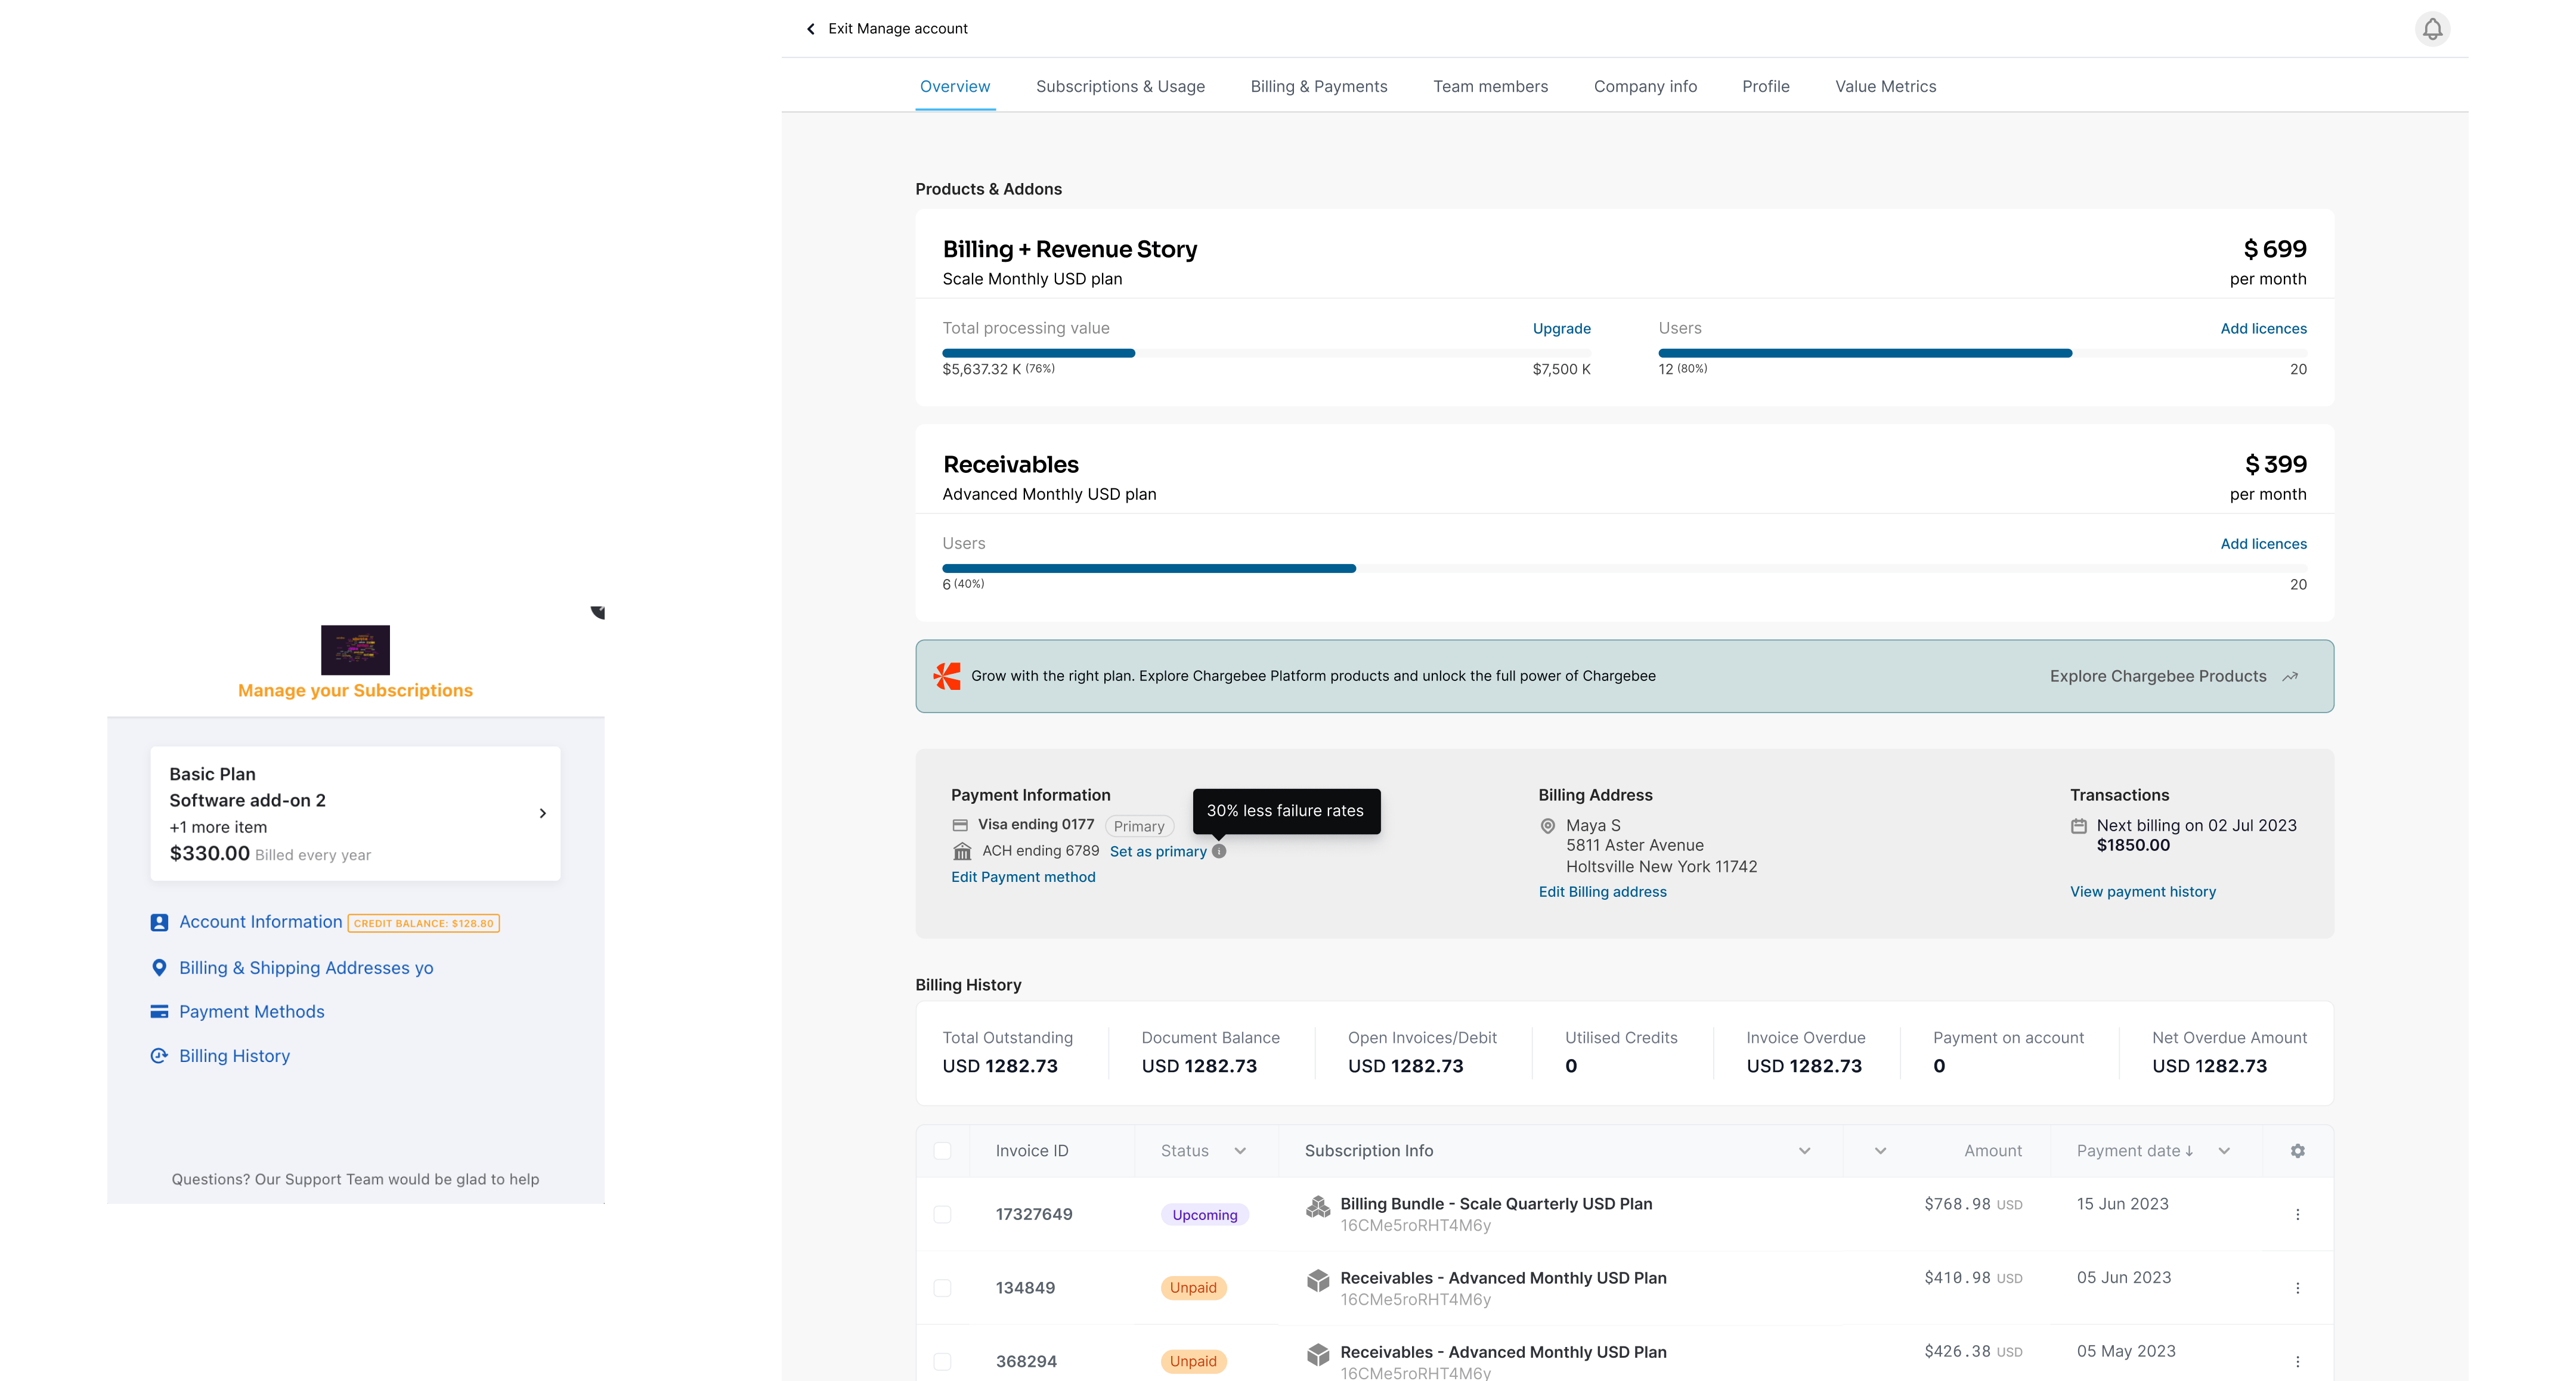 Manage your Subscriptions
Basic Plan
Software add-on 2
+1 more item
$330.00 Billed every year
Account Information CREDIT BALANCE: $128.80
Billing & Shipping Addresses yo
Payment Methods
Billing History
Questions? Our Support Team would be glad to help
Exit Manage account
Overview Subscriptions & Usage Billing & Payments Team members Company info Profile Value Metrics
Products & Addons
Billing + Revenue Story $ 699
Scale Monthly USD plan per month
Total processing value Upgrade Users Add licences
$5,637.32 K (76%) $7,500 K 12 (80%) 20
Receivables $ 399
Advanced Monthly USD plan per month
Users Add licences
6 (40%) 20
Grow with the right plan. Explore Chargebee Platform products and unlock the full power of Chargebee Explore Chargebee Products
Payment Information
Visa ending 0177 Primary
30% less failure rates
ACH ending 6789 Set as primary
Edit Payment method
Billing Address
Maya S
5811 Aster Avenue
Holtsville New York 11742
Edit Billing address
Transactions
Next billing on 02 Jul 2023
$1850.00
View payment history
Billing History
Total Outstanding Document Balance Open Invoices/Debit Utilised Credits Invoice Overdue Payment on account Net Overdue Amount
USD 1282.73 USD 1282.73 USD 1282.73 0 USD 1282.73 0 USD 1282.73
Invoice ID Status Subscription Info Amount Payment date ↓
17327649 Upcoming Billing Bundle - Scale Quarterly USD Plan $768.98 USD 15 Jun 2023
16CMe5roRHT4M6y
134849 Unpaid Receivables - Advanced Monthly USD Plan $410.98 USD 05 Jun 2023
16CMe5roRHT4M6y
368294 Unpaid Receivables - Advanced Monthly USD Plan $426.38 USD 05 May 2023
16CMe5roRHT4M6y